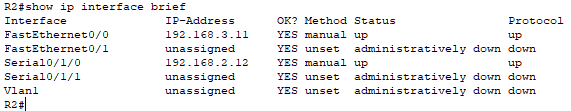 R2#show ip interface brief
Interface IP-Address OK? Method Status Protocol
FastEthernet0/0 192.168.3.11 YES manual up up
FastEthernet0/1 unassigned YES unset administratively down down
Serial0/1/0 192.168.2.12 YES manual up up
Serial0/1/1 unassigned YES unset administratively down down
Vlan1 unassigned YES unset administratively down down
R2#